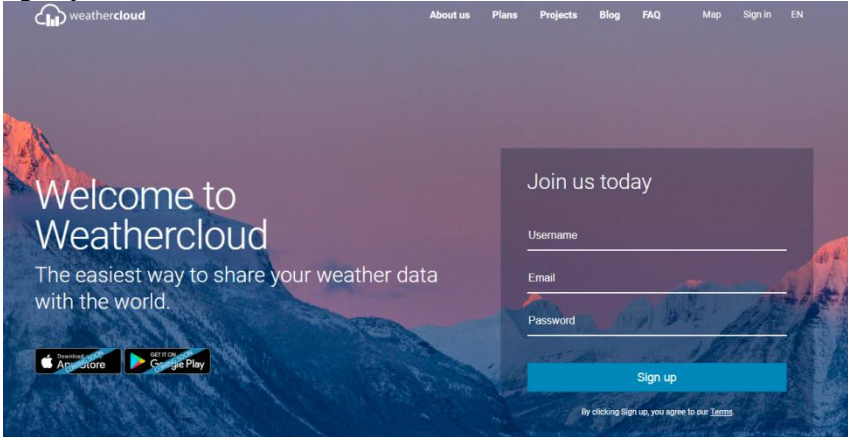 weathercloud
About us Plans Projects Blog FAQ Map Sign in EN
Welcome to
Weathercloud
The easiest way to share your weather data
with the world.
Join us today
Username
Email
Password
Sign up
By clicking Sign up, you agree to our Terms.
GET IT ON
Google Play